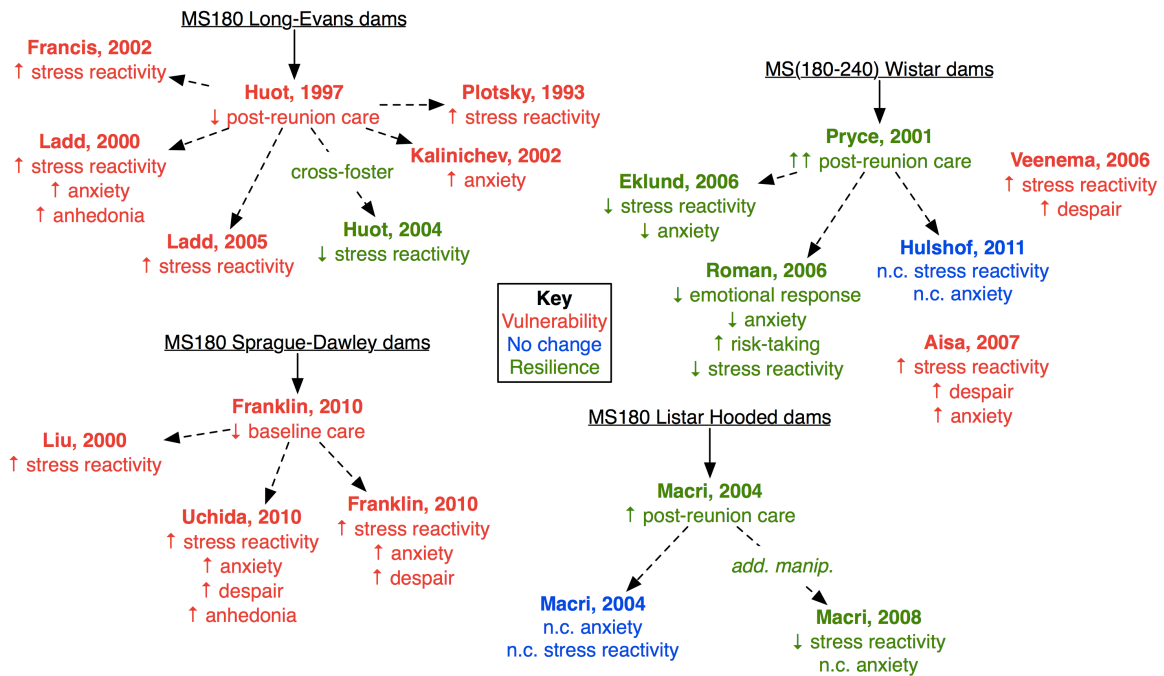 MS180 Long-Evans dams
Francis, 2002
↑ stress reactivity
Huot, 1997
↓ post-reunion care
Plotsky, 1993
↑ stress reactivity
Ladd, 2000
↑ stress reactivity
↑ anxiety
↑ anhedonia
Kalinichev, 2002
↑ anxiety
cross-foster
Ladd, 2005
↑ stress reactivity
Huot, 2004
↓ stress reactivity
MS(180-240) Wistar dams
Pryce, 2001
↑↑ post-reunion care
Veenema, 2006
↑ stress reactivity
↑ despair
Eklund, 2006
↓ stress reactivity
↓ anxiety
Hulshof, 2011
n.c. stress reactivity
n.c. anxiety
Roman, 2006
↓ emotional response
↓ anxiety
↑ risk-taking
↓ stress reactivity
Aisa, 2007
↑ stress reactivity
↑ despair
↑ anxiety
Key
Vulnerability
No change
Resilience
MS180 Sprague-Dawley dams
Franklin, 2010
↓ baseline care
Liu, 2000
↑ stress reactivity
Uchida, 2010
↑ stress reactivity
↑ anxiety
↑ despair
↑ anhedonia
Franklin, 2010
↑ stress reactivity
↑ anxiety
↑ despair
MS180 Listar Hooded dams
Macri, 2004
↑ post-reunion care
add. manip.
Macri, 2004
n.c. anxiety
n.c. stress reactivity
Macri, 2008
↓ stress reactivity
n.c. anxiety